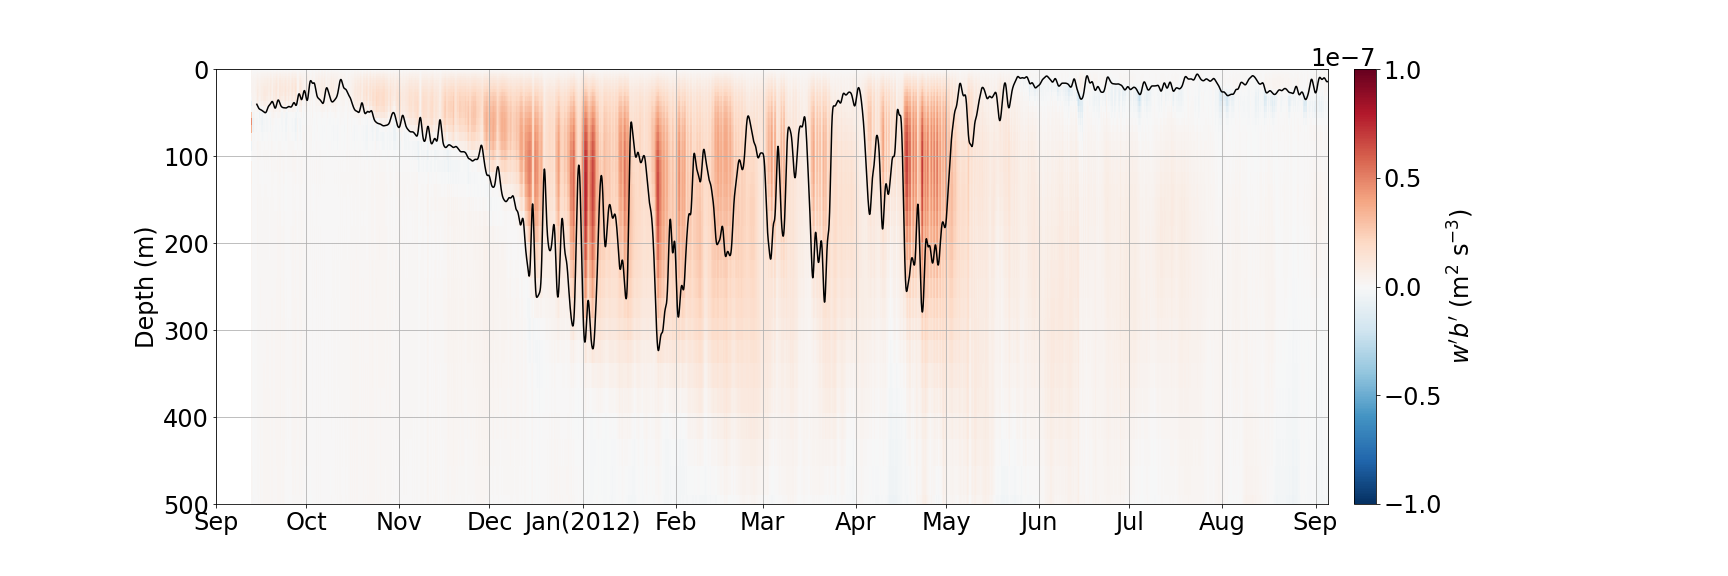 1e−7
0
100
200
300
400
500
Depth (m)
Sep Oct Nov Dec Jan(2012) Feb Mar Apr May Jun Jul Aug Sep
1.0
0.5
0.0
−0.5
−1.0
w′b′ (m² s⁻³)